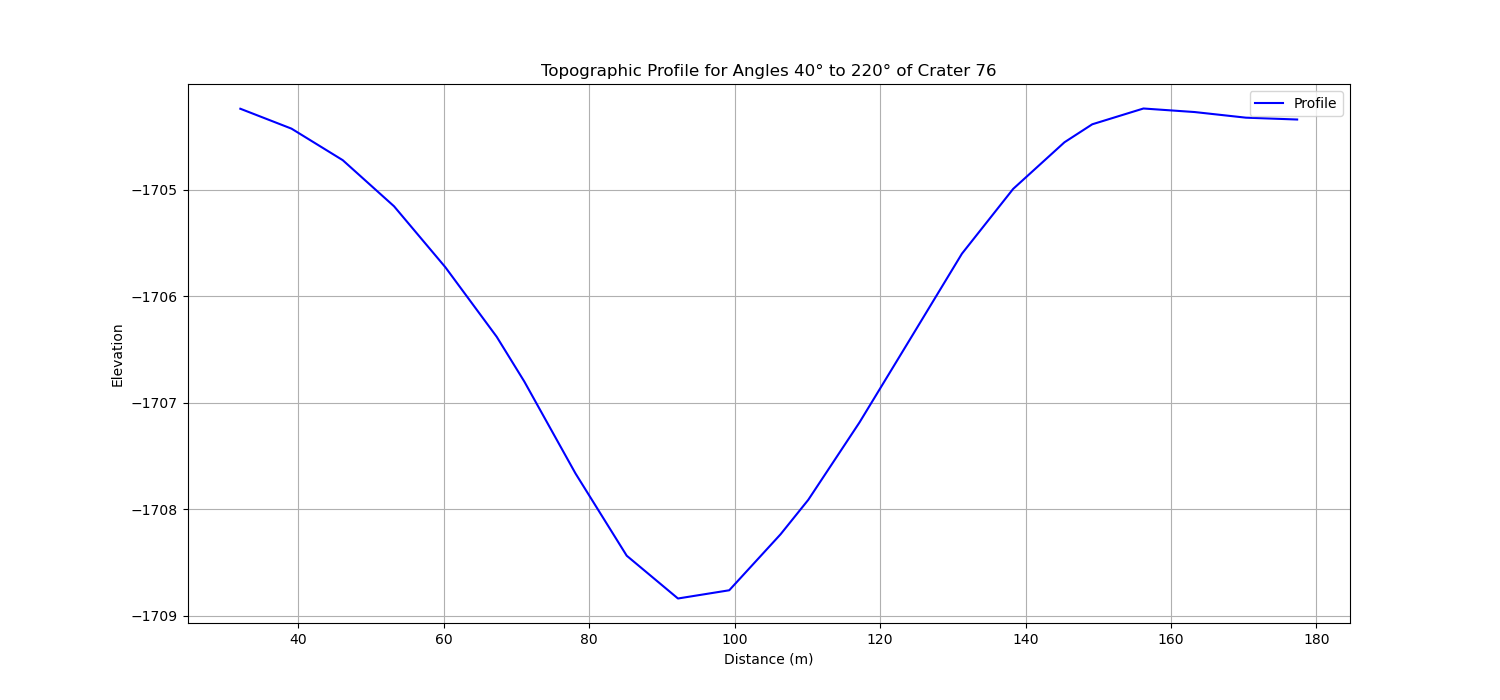 Topographic Profile for Angles 40° to 220° of Crater 76
Profile
−1705
−1706
−1707
−1708
−1709
Elevation
40 60 80 100 120 140 160 180
Distance (m)